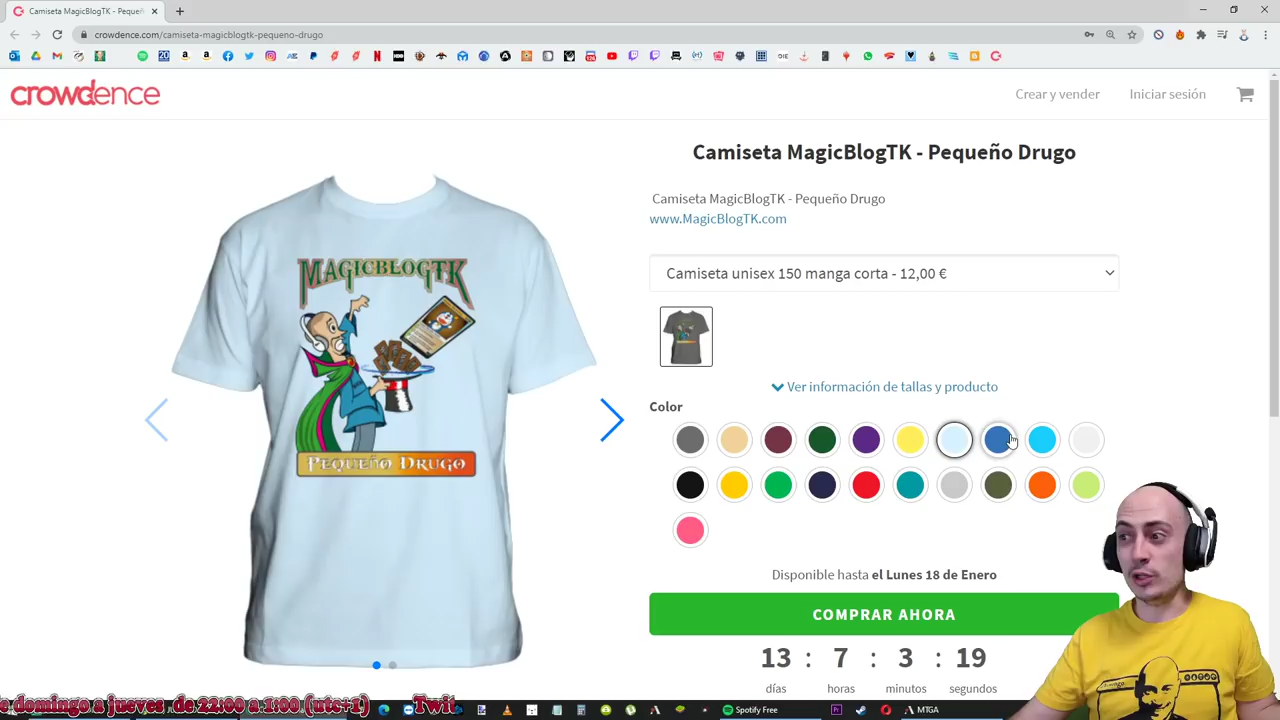 Camiseta MagicBlogTK - Pequeñ
crowdence.com/camiseta-magicblogtk-pequeno-drugo
crowdence
Crear y vender
Iniciar sesión
Camiseta MagicBlogTK - Pequeño Drugo
Camiseta MagicBlogTK - Pequeño Drugo
www.MagicBlogTK.com
Camiseta unisex 150 manga corta - 12,00 €
MAGICBLOGTK
PEQUEÑO DRUGO
Ver información de tallas y producto
Color
Disponible hasta el Lunes 18 de Enero
COMPRAR AHORA
13 : 7 : 3 : 19
días horas minutos segundos
e domingo a jueves de 22:00 a 1:00 (utc+1) Twit
Spotify Free
MTGA